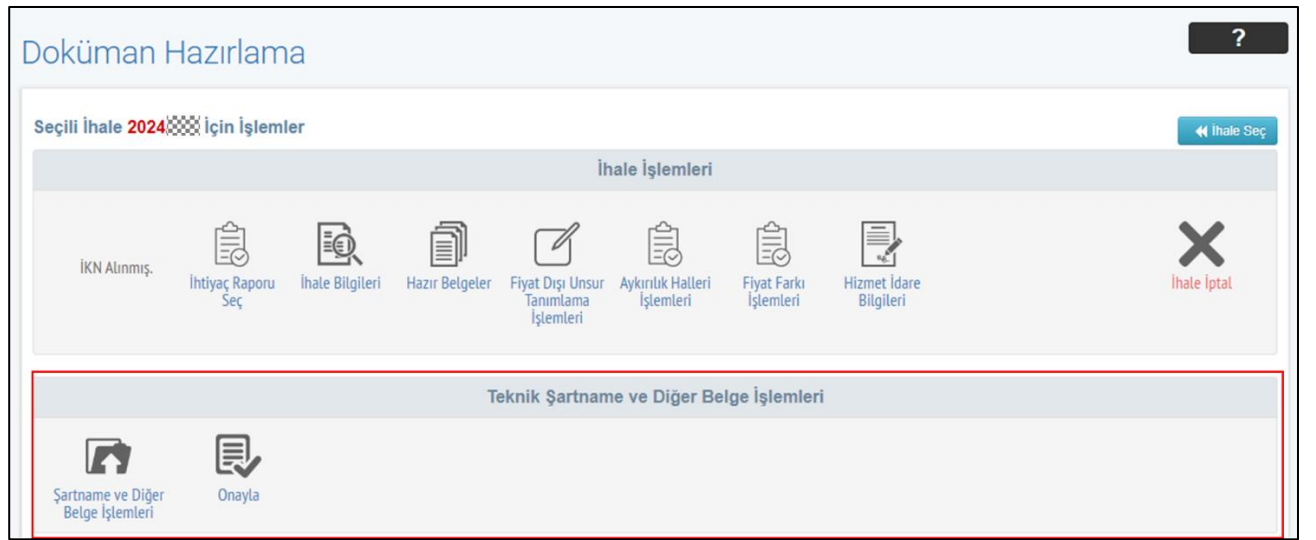 ?
Doküman Hazırlama
Seçili İhale 2024 İçin İşlemler
İhale Seç
İhale İşlemleri
İKN Alınmış.
İhtiyaç Raporu
Seç
İhale Bilgileri
Hazır Belgeler
Fiyat Dışı Unsur
Tanımlama
İşlemleri
Aykırılık Halleri
İşlemleri
Fiyat Farkı
İşlemleri
Hizmet İdare
Bilgileri
İhale İptal
Teknik Şartname ve Diğer Belge İşlemleri
Şartname ve Diğer
Belge İşlemleri
Onayla